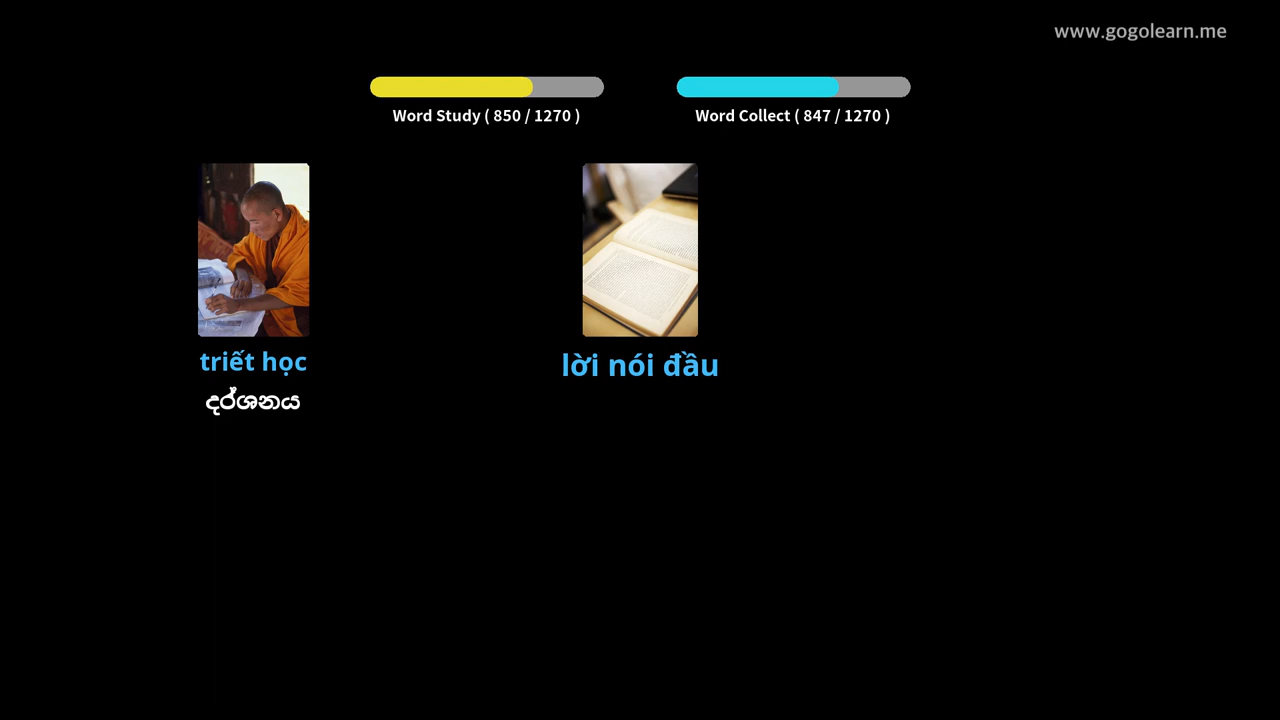 www.gogolearn.me
Word Study ( 850 / 1270 )
Word Collect ( 847 / 1270 )
triết học
lời nói đầu
දර්ශනය